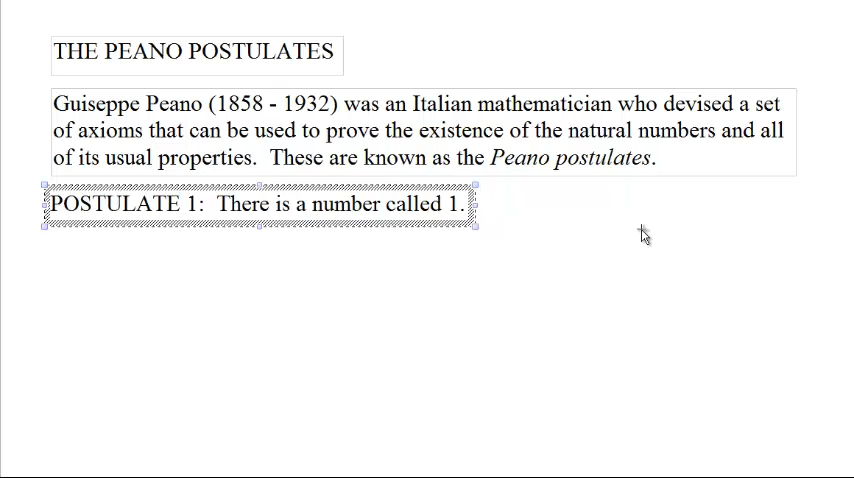 THE PEANO POSTULATES
Guiseppe Peano (1858 - 1932) was an Italian mathematician who devised a set
of axioms that can be used to prove the existence of the natural numbers and all
of its usual properties.  These are known as the Peano postulates.
POSTULATE 1:  There is a number called 1.